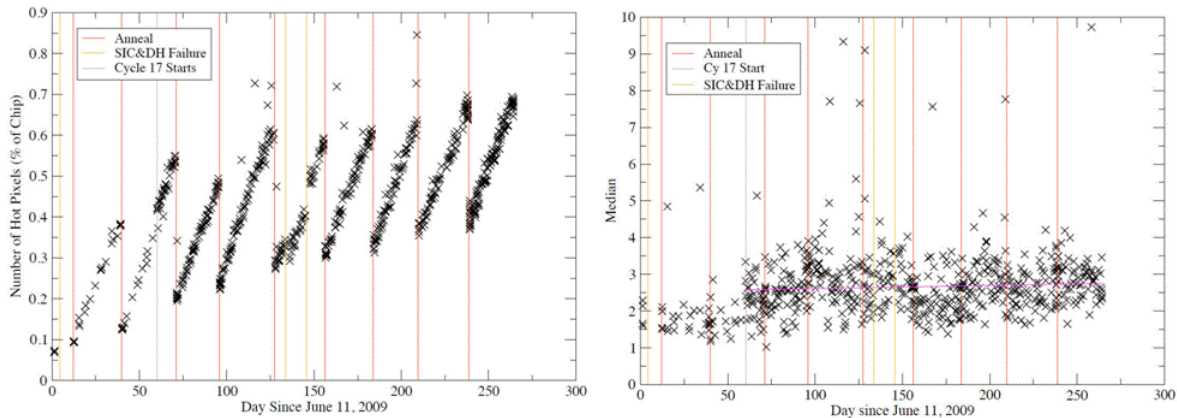 0.9
0.8
0.7
0.6
0.5
0.4
0.3
0.2
0.1
0
Number of Hot Pixels (% of Chip)
Anneal
SIC&DH Failure
Cycle 17 Starts
0 50 100 150 200 250 300
Day Since June 11, 2009
10
9
8
7
6
5
4
3
2
1
0
Median
Anneal
Cy 17 Start
SIC&DH Failure
0 50 100 150 200 250 300
Day since June 11, 2009